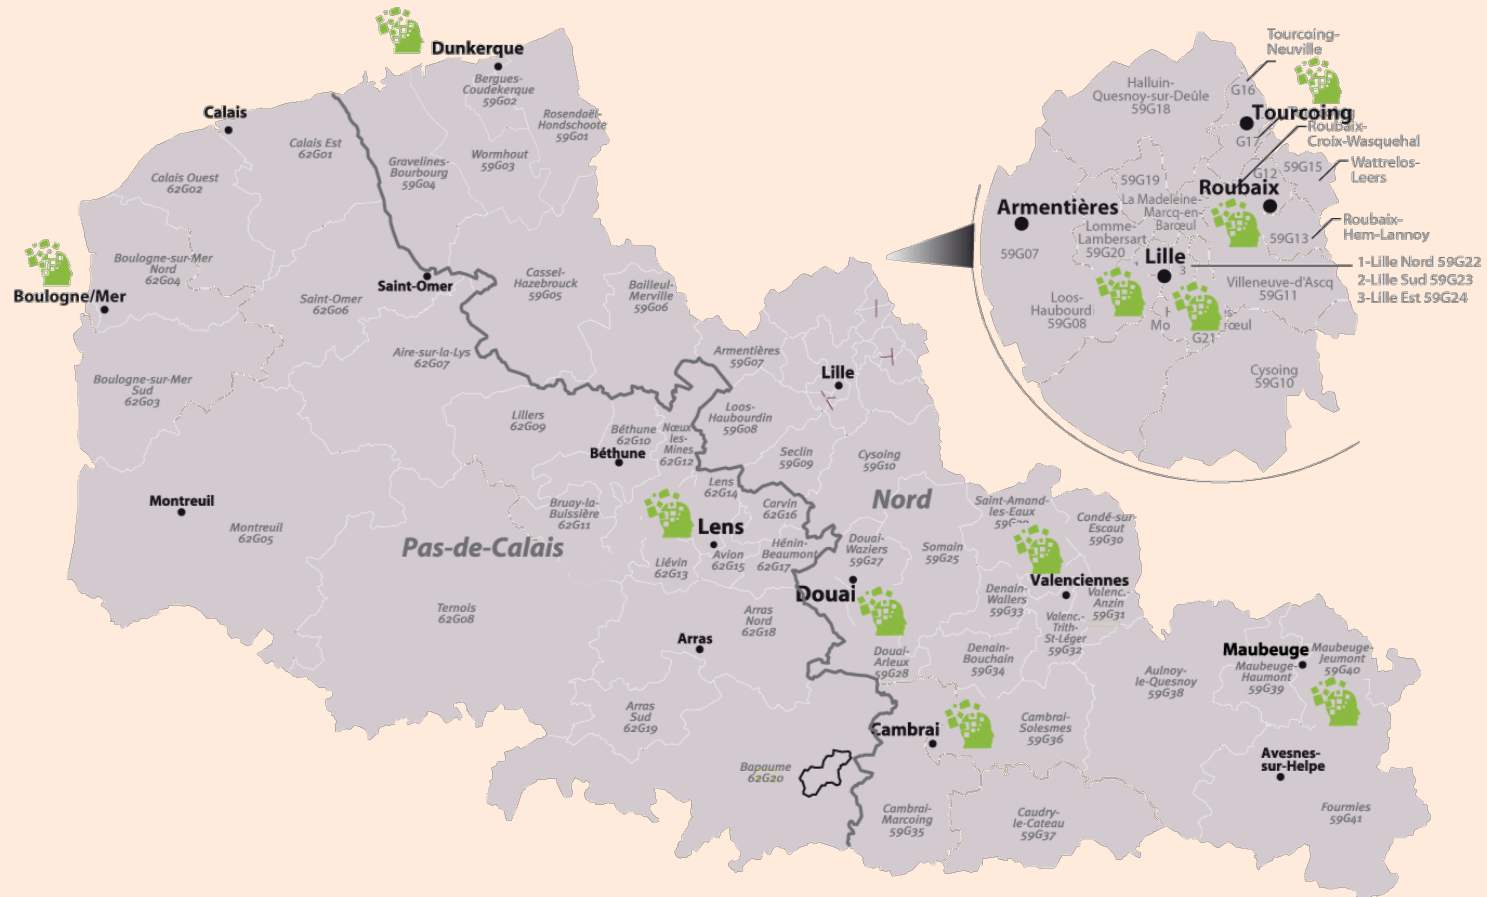 Dunkerque
Bergues-
Coudekerque
59G02
Rosendaël-
Hondschoote
59G01
Calais
Calais Est
62G01
Gravelines-
Bourbourg
59G04
Wormhout
59G03
Calais Ouest
62G02
Boulogne-sur-Mer
Nord
62G04
Boulogne/Mer
Saint-Omer
Saint-Omer
62G06
Cassel-
Hazebrouck
59G05
Bailleul-
Merville
59G06
Aire-sur-la-Lys
62G07
Armentières
59G07
Lille
Boulogne-sur-Mer
Sud
62G03
Lillers
62G09
Béthune
62G10
Béthune
Nœux
les-
Mines
62G12
Loos-
Haubourdin
59G08
Seclin
59G09
Cysoing
59G10
Montreuil
Montreuil
62G05
Pas-de-Calais
Nord
Bruay-la-
Buissière
62G11
Lens
62G14
Carvin
62G16
Lens
Liévin
62G13
Avion
62G15
Hénin-
Beaumont
62G17
Douai-
Waziers
59G27
Somain
59G25
Saint-Amand-
les-Eaux
Condé-sur-
Escaut
59G30
Valenciennes
Douai
Denain-
Wallers
59G33
Valenc.-
Anzin
59G31
Valenc.-
Trith-
St-Léger
59G32
Ternois
62G08
Arras
Nord
62G18
Arras
Douai-
Arleux
59G28
Denain-
Bouchain
59G34
Aulnoy-
le-Quesnoy
59G38
Maubeuge
Maubeuge-
Jeumont
59G40
Maubeuge-
Haumont
59G39
Arras
Sud
62G19
Cambrai
Cambrai-
Solesmes
59G36
Avesnes-
sur-Helpe
Bapaume
62G20
Cambrai-
Marcoing
59G35
Caudry-
le-Cateau
59G37
Fourmies
59G41
Tourcoing-
Neuville
Halluin-
Quesnoy-sur-Deûle
59G18
G16
Tourcoing
G17
Roubaix-
Croix-Wasquehal
G12
59G15
Wattrelos-
Leers
59G19
Roubaix
La Madeleine-
Marcq-en-
Barœul
Armentières
59G07
Lomme-
Lambersart
59G20
Roubaix-
Hem-Lannoy
59G13
Lille
3
1-Lille Nord 59G22
2-Lille Sud 59G23
3-Lille Est 59G24
Villeneuve-d'Ascq
59G11
Loos-
Haubourdi
59G08
G21
Cysoing
59G10